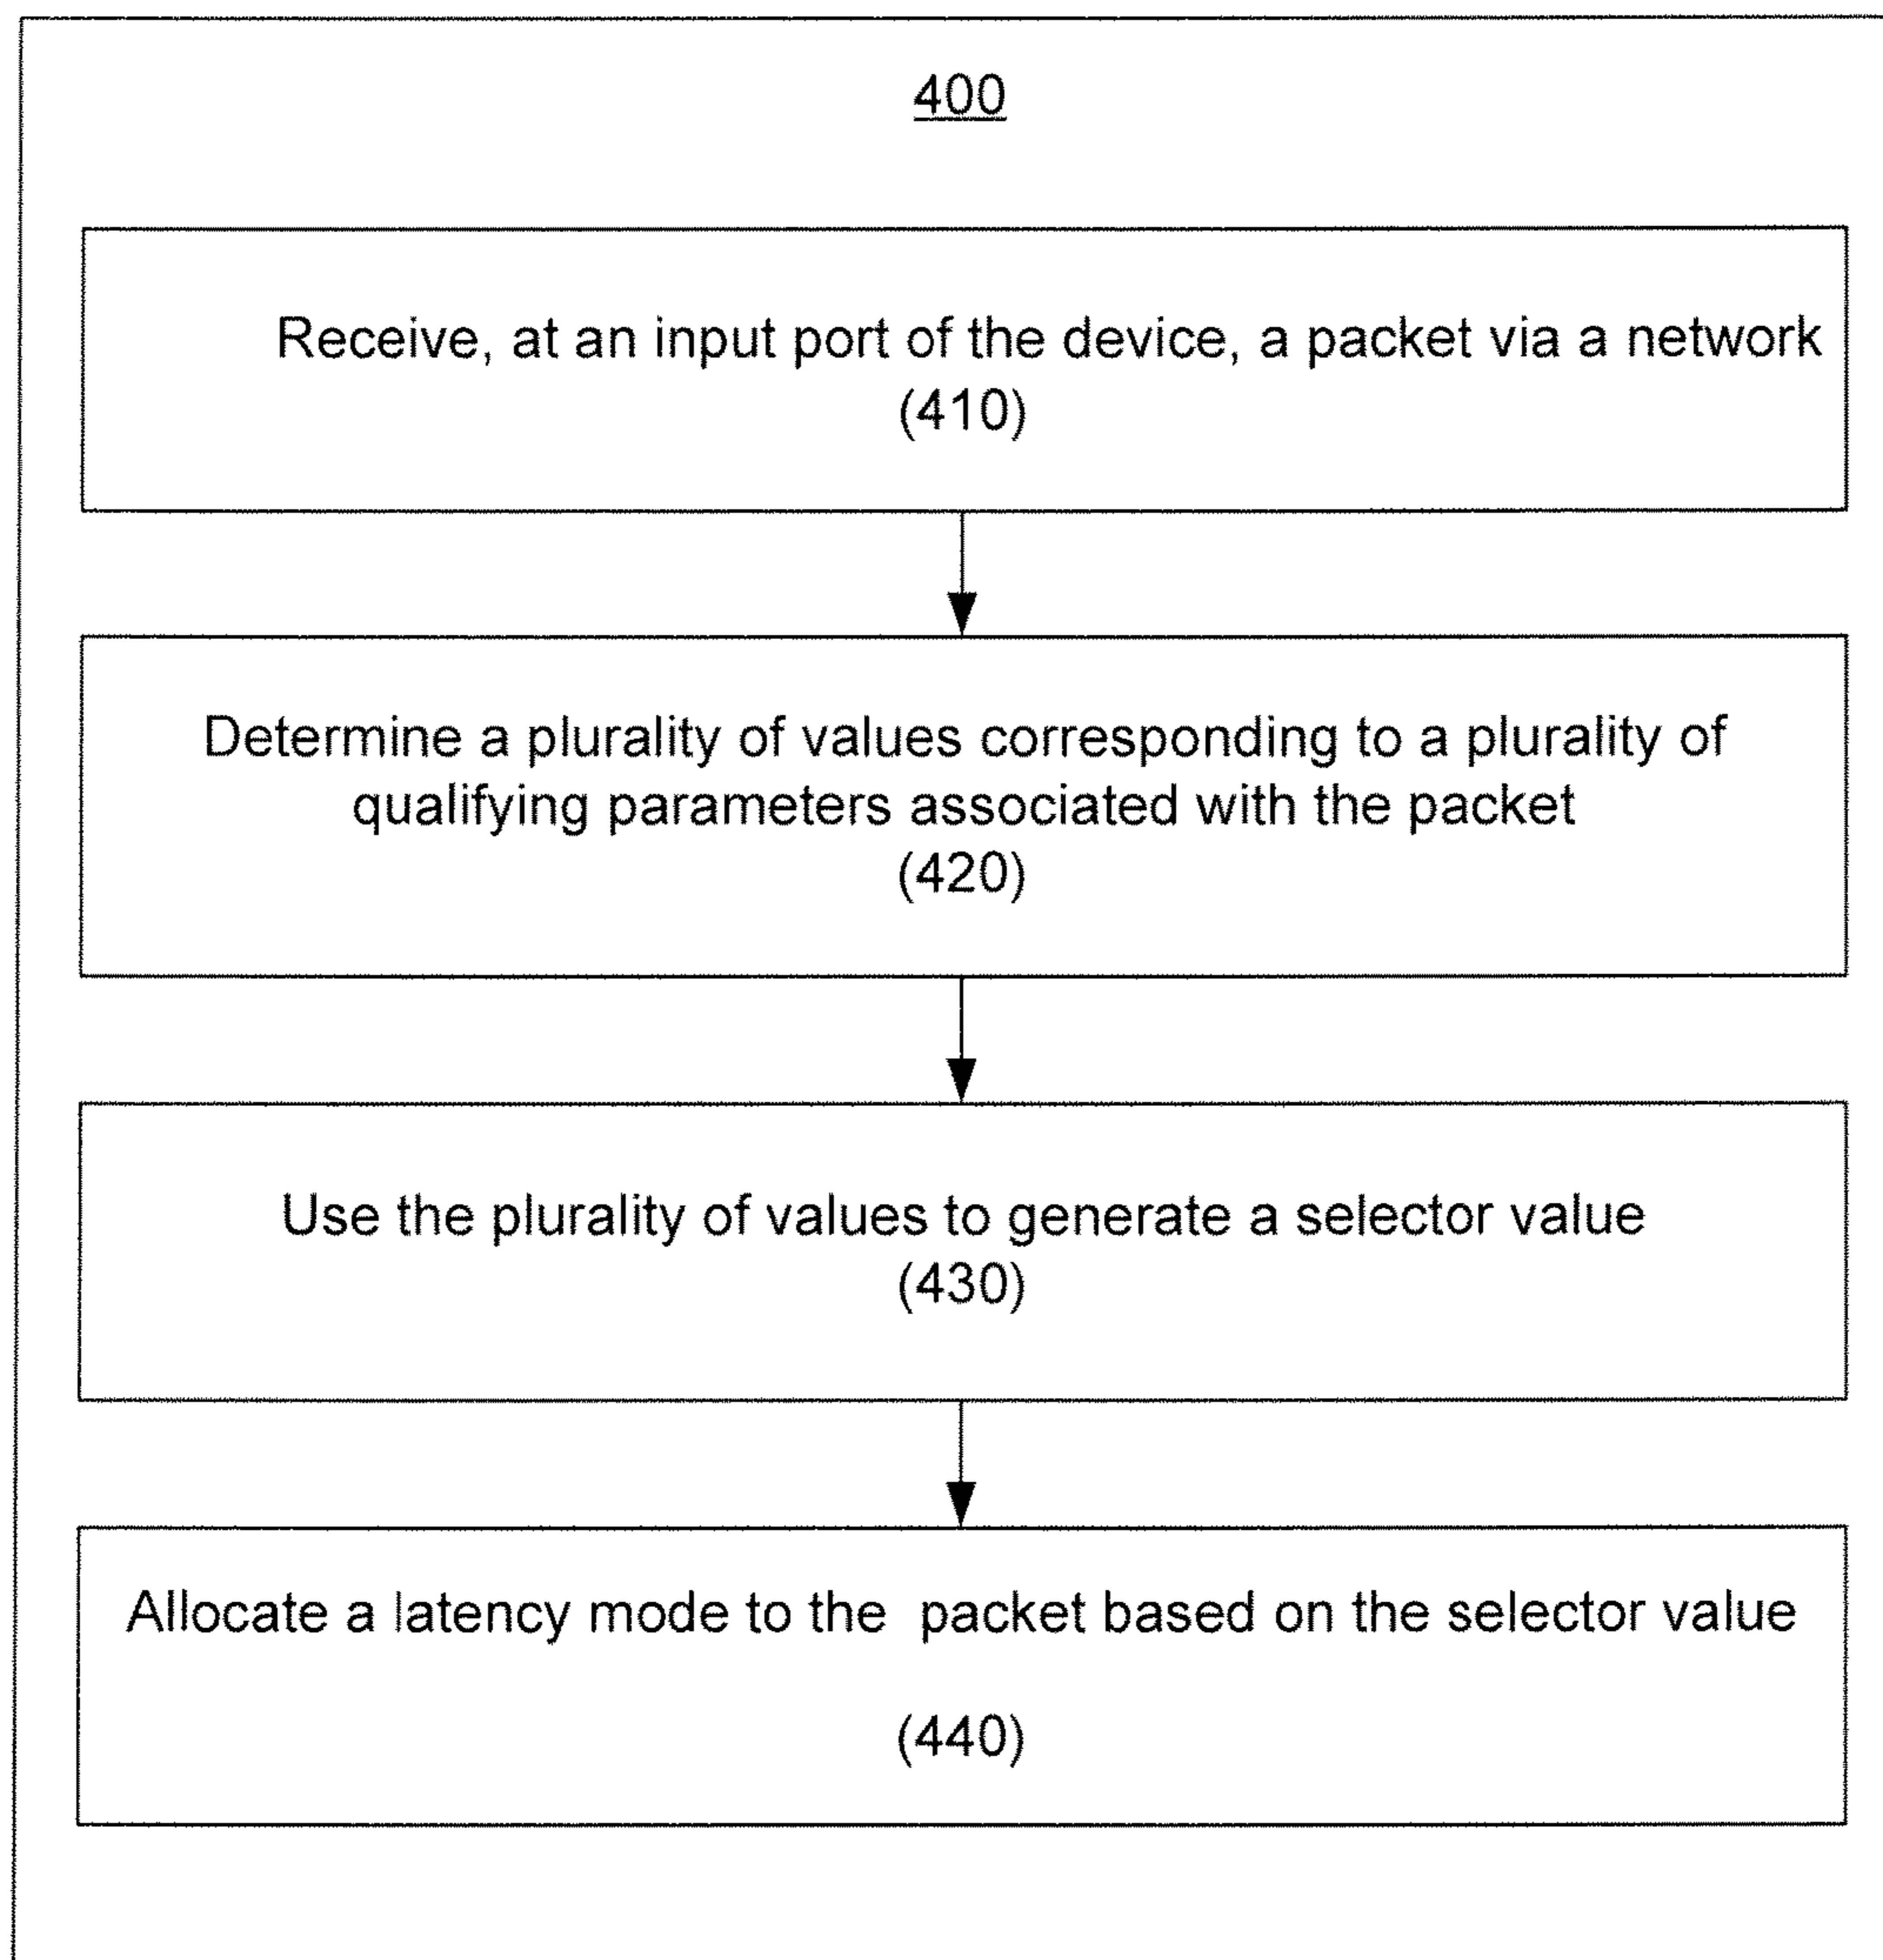 400
Receive, at an input port of the device, a packet via a network
(410)
Determine a plurality of values corresponding to a plurality of
qualifying parameters associated with the packet
(420)
Use the plurality of values to generate a selector value
(430)
Allocate a latency mode to the packet based on the selector value
(440)